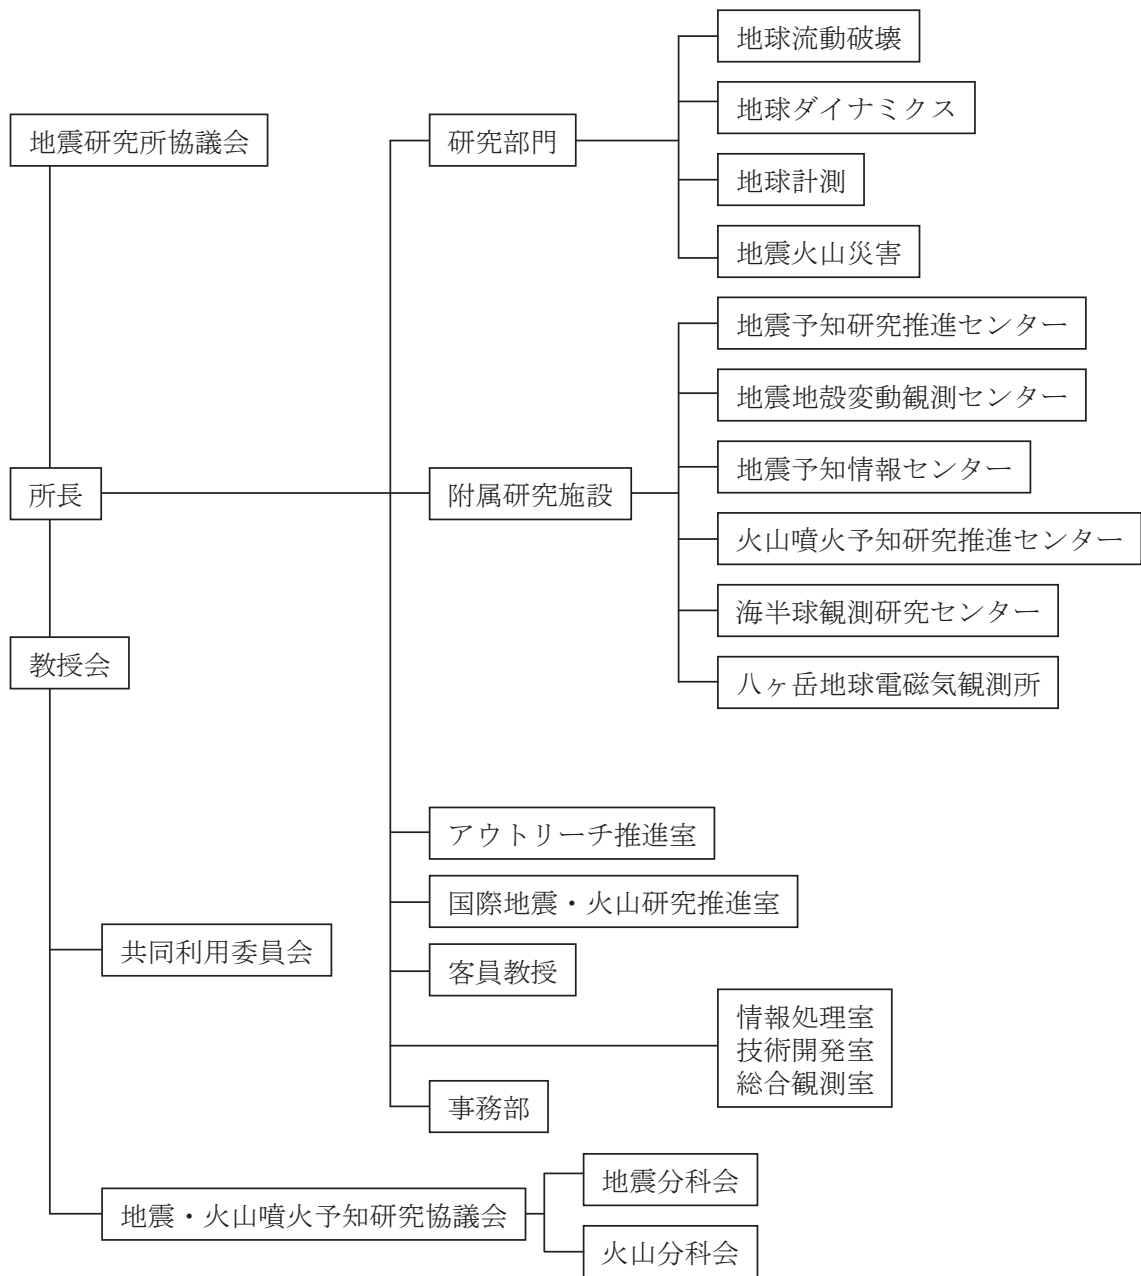 地震研究所協議会
所長
教授会
共同利用委員会
地震・火山噴火予知研究協議会
地震分科会
火山分科会
研究部門
地球流動破壊
地球ダイナミクス
地球計測
地震火山災害
附属研究施設
地震予知研究推進センター
地震地殻変動観測センター
地震予知情報センター
火山噴火予知研究推進センター
海半球観測研究センター
八ヶ岳地球電磁気観測所
アウトリーチ推進室
国際地震・火山研究推進室
客員教授
情報処理室
技術開発室
総合観測室
事務部